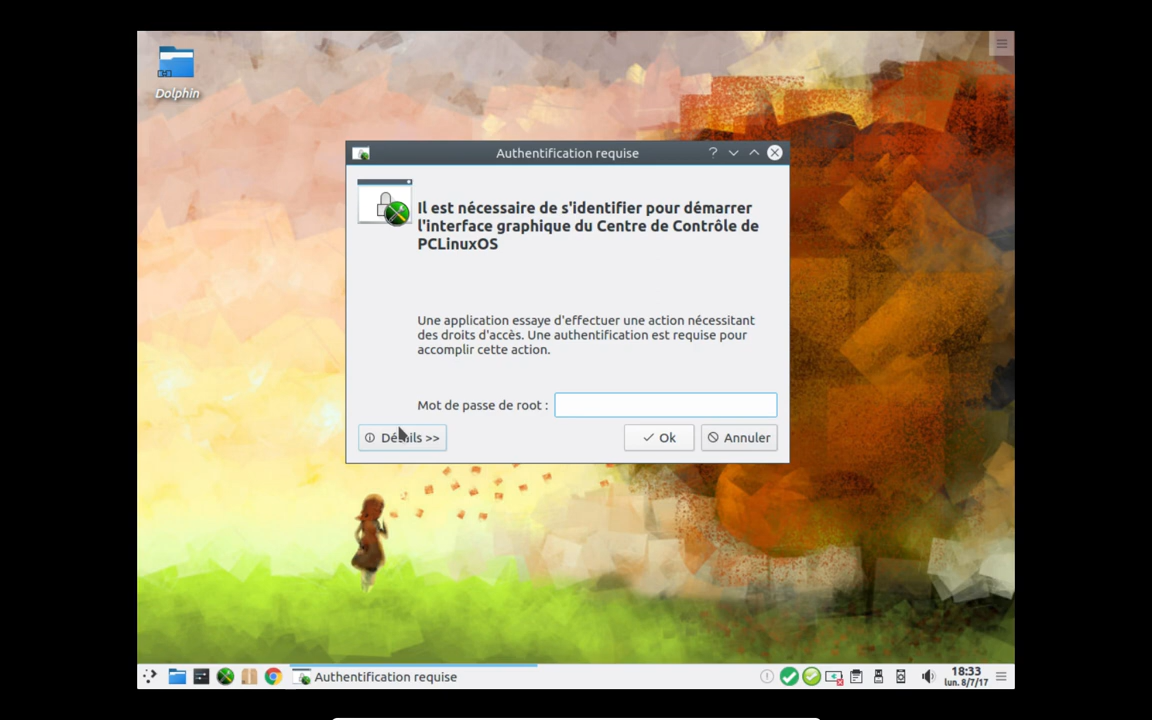 Dolphin
Authentification requise
Il est nécessaire de s'identifier pour démarrer
l'interface graphique du Centre de Contrôle de
PCLinuxOS
Une application essaye d'effectuer une action nécessitant
des droits d'accès. Une authentification est requise pour
accomplir cette action.
Mot de passe de root :
Détails >>
Ok
Annuler
Authentification requise
18:33
lun. 8/7/17